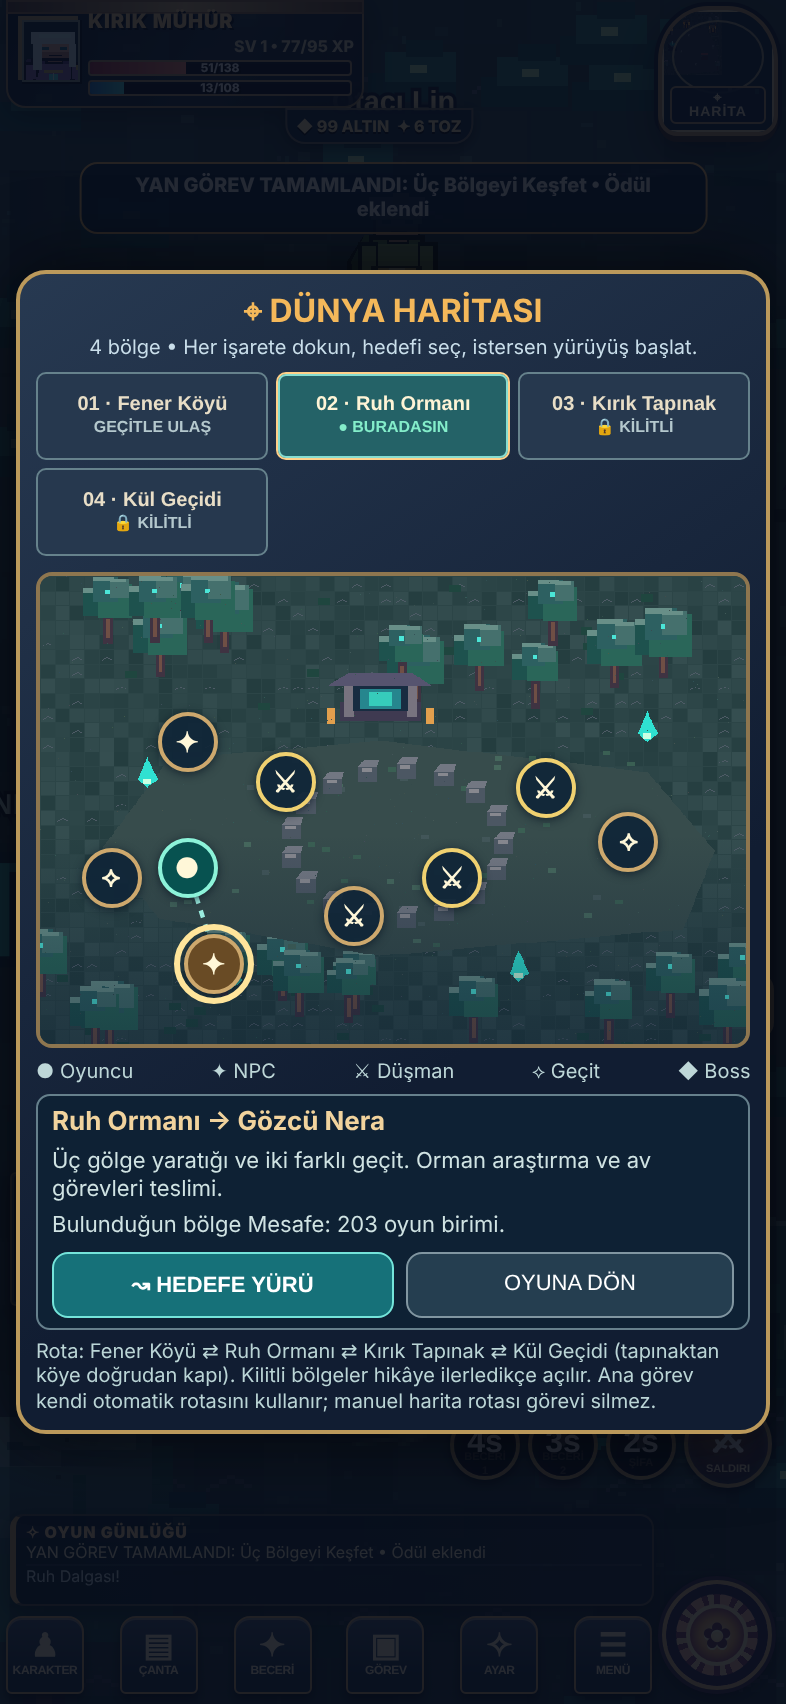 KIRIK MÜHÜR
SV 1 • 77/95 XP
51/138
13/108
tacı Lin
◆ 99 ALTIN ✦ 6 TOZ
✦
HARİTA
YAN GÖREV TAMAMLANDI: Üç Bölgeyi Keşfet • Ödül
eklendi
⌖ DÜNYA HARİTASI
4 bölge • Her işarete dokun, hedefi seç, istersen yürüyüş başlat.
01 · Fener Köyü
GEÇİTLE ULAŞ
02 · Ruh Ormanı
● BURADASIN
03 · Kırık Tapınak
🔒 KİLİTLİ
04 · Kül Geçidi
🔒 KİLİTLİ
● Oyuncu ✦ NPC ⚔ Düşman ✧ Geçit ◆ Boss
Ruh Ormanı → Gözcü Nera
Üç gölge yaratığı ve iki farklı geçit. Orman araştırma ve av
görevleri teslimi.
Bulunduğun bölge Mesafe: 203 oyun birimi.
↝ HEDEFE YÜRÜ
OYUNA DÖN
Rota: Fener Köyü ⇄ Ruh Ormanı ⇄ Kırık Tapınak ⇄ Kül Geçidi (tapınaktan
köye doğrudan kapı). Kilitli bölgeler hikâye ilerledikçe açılır. Ana görev
kendi otomatik rotasını kullanır; manuel harita rotası görevi silmez.
4s 3s 2s
SALDIRI
✧ OYUN GÜNLÜĞÜ
YAN GÖREV TAMAMLANDI: Üç Bölgeyi Keşfet • Ödül eklendi
Ruh Dalgası!
KARAKTER ÇANTA BECERİ GÖREV AYAR MENÜ